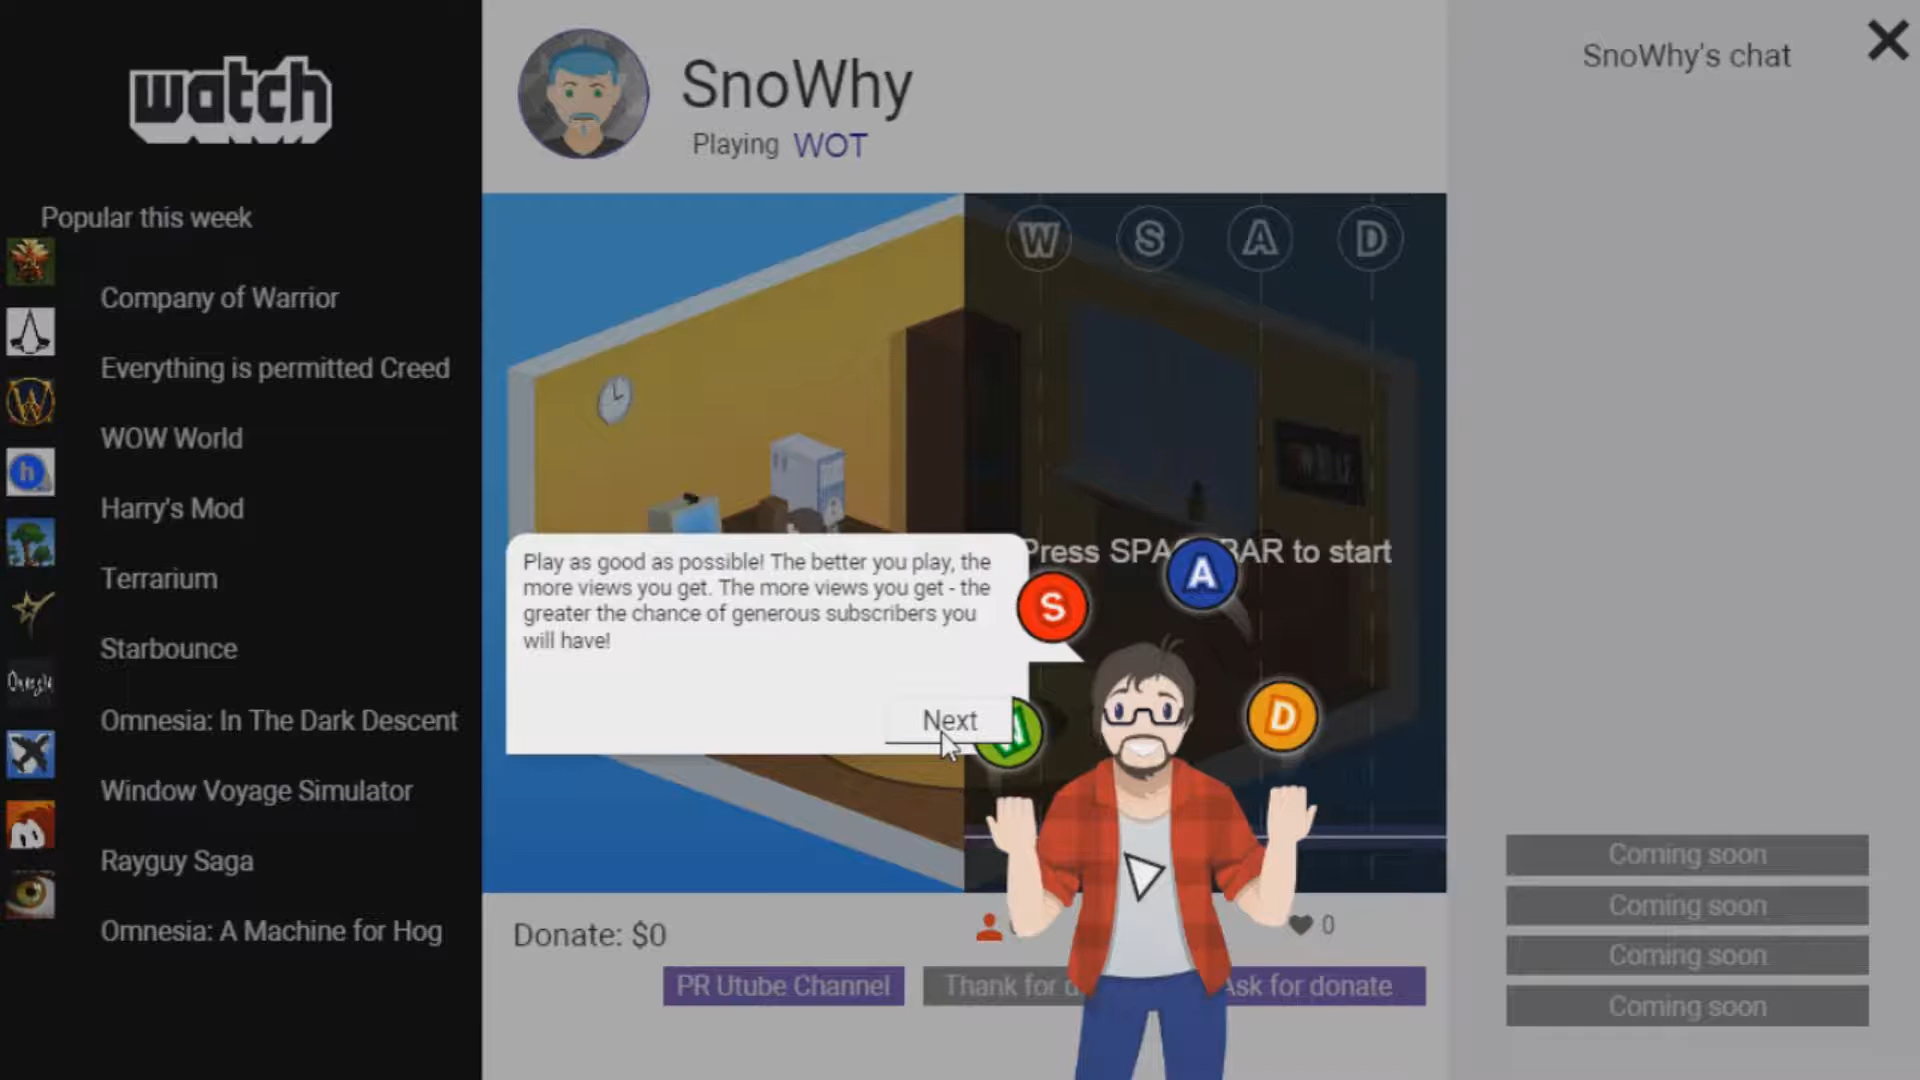 watch
Popular this week
Company of Warrior
Everything is permitted Creed
WOW World
Harry's Mod
Terrarium
Starbounce
Omnesia: In The Dark Descent
Window Voyage Simulator
Rayguy Saga
Omnesia: A Machine for Hog
SnoWhy
Playing WOT
W S A D
Press SPACEBAR to start
S
A
Play as good as possible! The better you play, the
more views you get. The more views you get - the
greater the chance of generous subscribers you
will have!
Next
W
D
Donate: $0
0
PR Utube Channel
Thank for d
Ask for donate
SnoWhy's chat
Coming soon
Coming soon
Coming soon
Coming soon